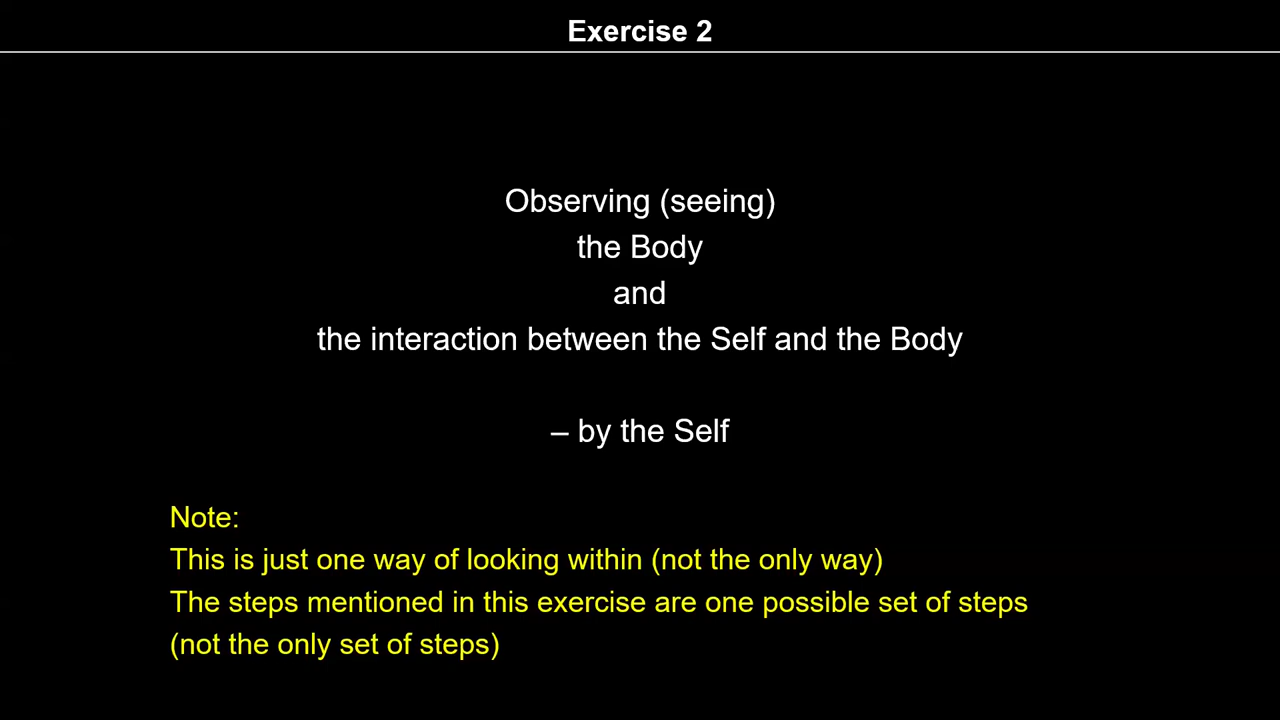 Exercise 2
Observing (seeing)
the Body
and
the interaction between the Self and the Body
– by the Self
Note:
This is just one way of looking within (not the only way)
The steps mentioned in this exercise are one possible set of steps
(not the only set of steps)